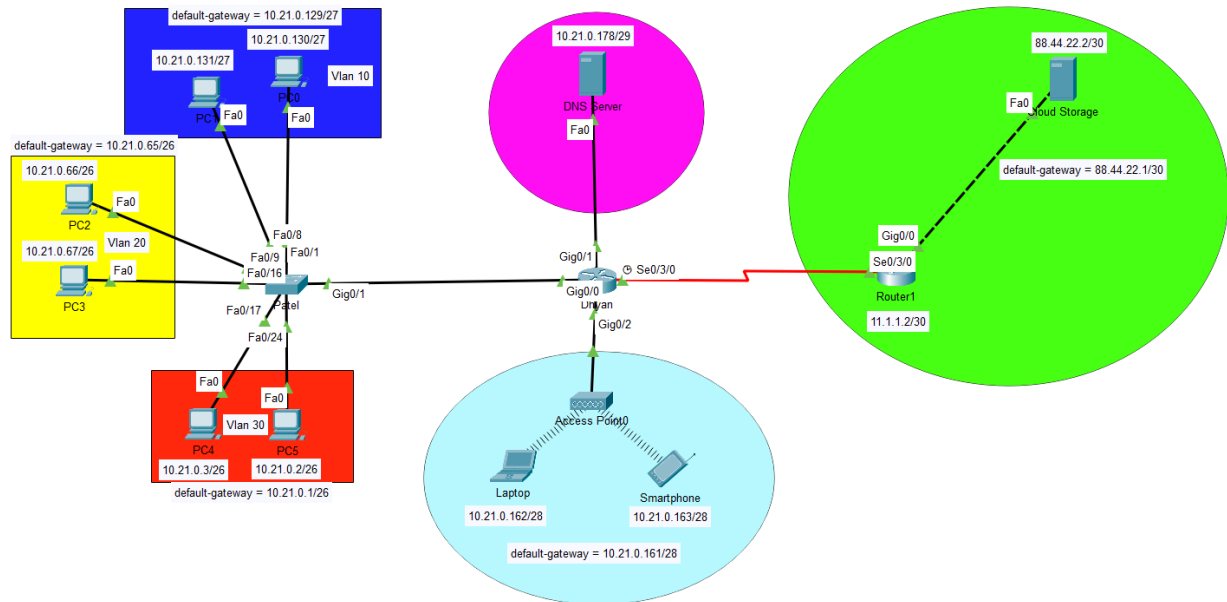 default-gateway = 10.21.0.129/27
10.21.0.130/27
10.21.0.131/27
Vlan 10
PC0
PC1
Fa0
Fa0
default-gateway = 10.21.0.65/26
10.21.0.66/26
Fa0
PC2
Vlan 20
10.21.0.67/26
Fa0
PC3
Fa0/8
Fa0/1
Fa0/9
Fa0/16
Patel
Gig0/1
Fa0/17
Fa0/24
Fa0
Fa0
Vlan 30
PC4
PC5
10.21.0.3/26
10.21.0.2/26
default-gateway = 10.21.0.1/26
10.21.0.178/29
DNS Server
Fa0
Gig0/1
Se0/3/0
Gig0/0
Gig0/2
Access Point0
Laptop
Smartphone
10.21.0.162/28
10.21.0.163/28
default-gateway = 10.21.0.161/28
88.44.22.2/30
Fa0
Cloud Storage
default-gateway = 88.44.22.1/30
Gig0/0
Se0/3/0
Router1
11.1.1.2/30